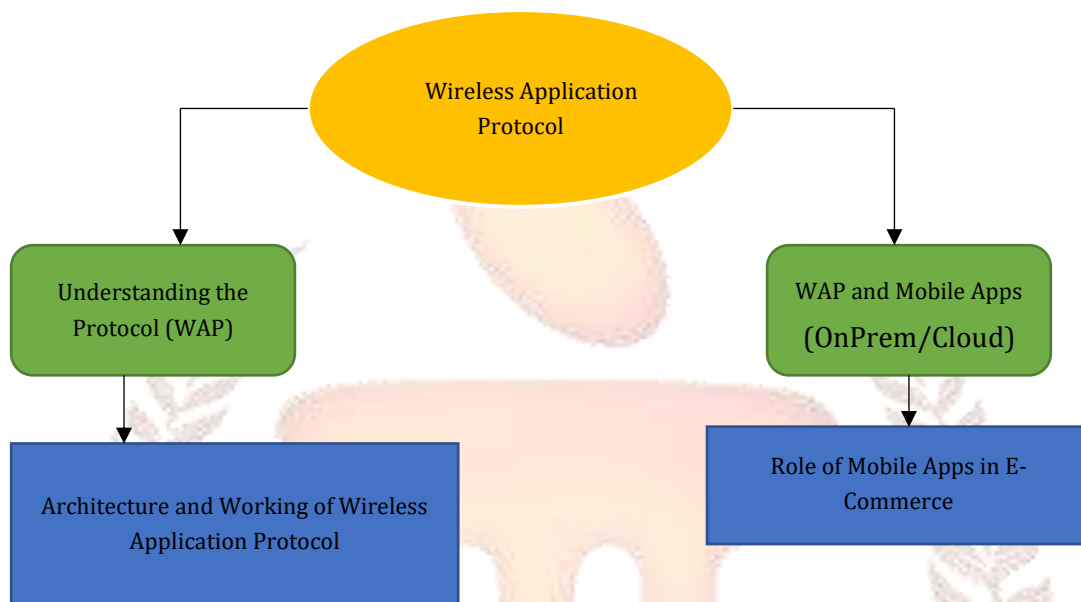 Wireless Application
Protocol
Understanding the
Protocol (WAP)
WAP and Mobile Apps
(OnPrem/Cloud)
Architecture and Working of Wireless
Application Protocol
Role of Mobile Apps in E-
Commerce